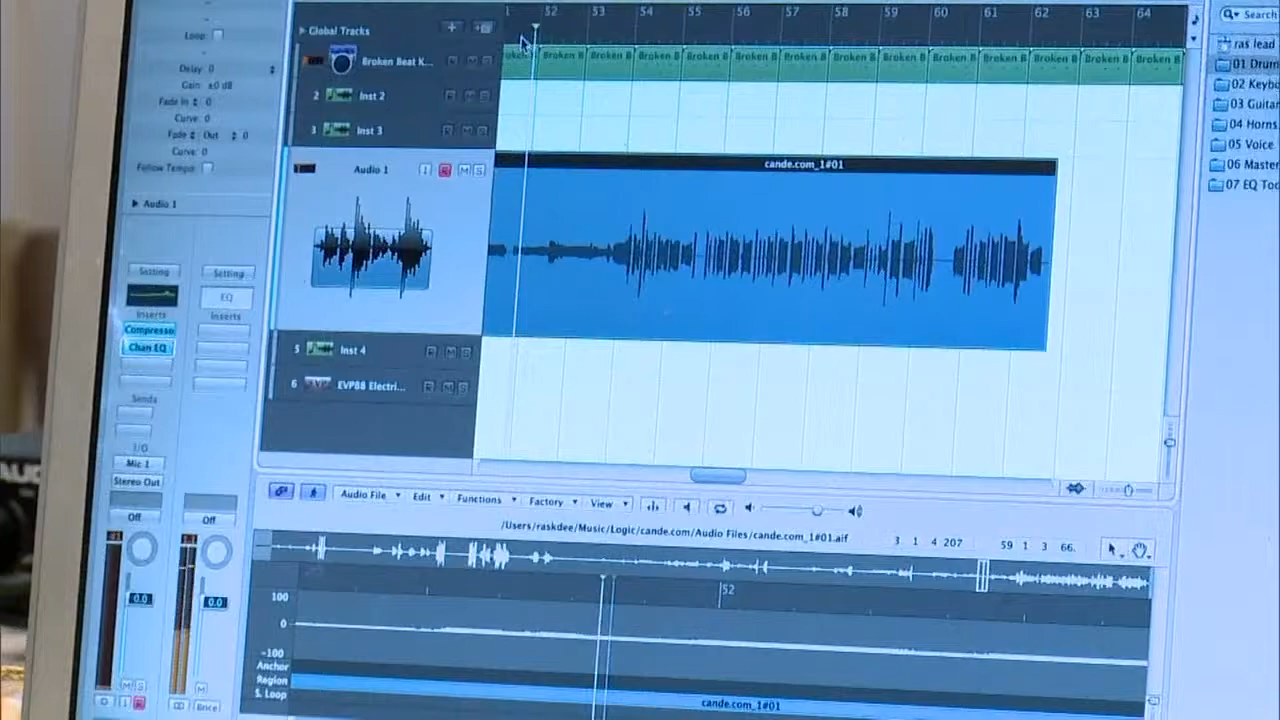 Loop:
Delay: 0
Gain: ±0 dB
Fade In 0
Curve: 0
Fade Out 0
Curve: 0
Follow Tempo:
Audio 1
Setting Setting
EQ
Inserts Inserts
Compresso
Chan EQ
Sends
I/O
Mic 1
Stereo Out
Off Off
0.0 0.0
M S M
I R Bnce
Global Tracks
1 52 53 54 55 56 57 58 59 60 61 62 63 64
Broken Beat K... R M S
Broken B Broken B Broken B Broken B Broken B Broken B Broken B Broken B Broken B Broken B Broken B Broken B Broken B
2 Inst 2 R M S
3 Inst 3 R M S
Audio 1 I R M S
cande.com_1#01
5 Inst 4 R M S
6 EVP88 Electri... R M S
Audio File Edit Functions Factory View
/Users/raskdee/Music/Logic/cande.com/Audio Files/cande.com_1#01.aif
3 1 4 207 59 1 3 66.
52
100
0
-100
Anchor
Region
S. Loop
cande.com_1#01
Search
ras lead
01 Drum
02 Keybo
03 Guita
04 Horns
05 Voice
06 Master
07 EQ Too